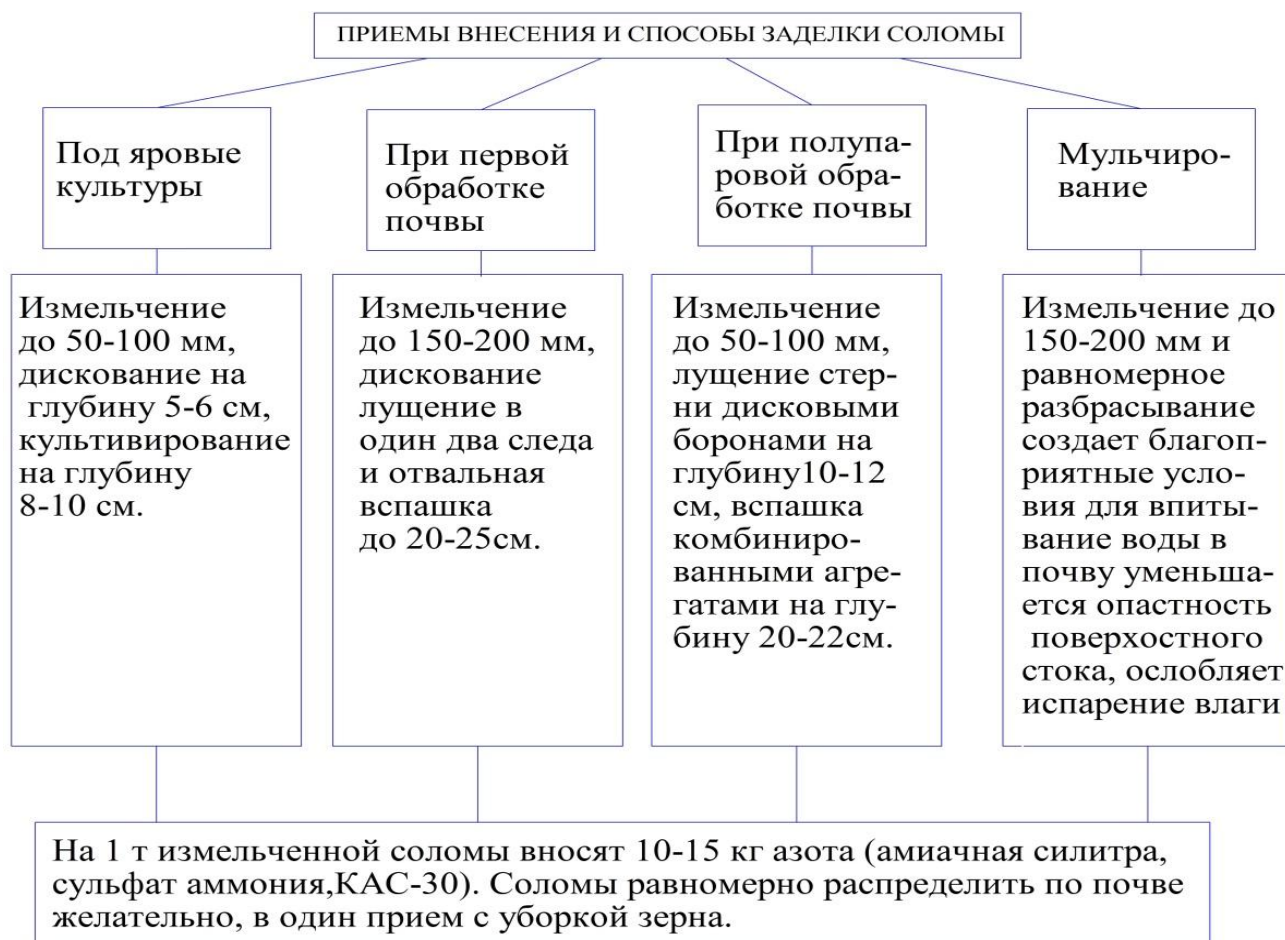 ПРИЕМЫ ВНЕСЕНИЯ И СПОСОБЫ ЗАДЕЛКИ СОЛОМЫ
Под яровые
культуры
При первой
обработке
почвы
При полупа-
ровой обра-
ботке почвы
Мульчиро-
вание
Измельчение
до 50-100 мм,
дискование на
глубину 5-6 см,
культивирование
на глубину
8-10 см.
Измельчение
до 150-200 мм,
дискование
лущение в
один два следа
и отвальная
вспашка
до 20-25см.
Измельчение
до 50-100 мм,
лущение стер-
ни дисковыми
боронами на
глубину10-12
см, вспашка
комбиниро-
ванными агре-
гатами на глу-
бину 20-22см.
Измельчение до
150-200 мм и
равномерное
разбрасывание
создает благоп-
риятные усло-
вия для впиты-
вание воды в
почву уменьша-
ется опастность
поверхостного
стока, ослобляет
испарение влаги
На 1 т измельченной соломы вносят 10-15 кг азота (амиачная силитра,
сульфат аммония,КАС-30). Соломы равномерно распределить по почве
желательно, в один прием с уборкой зерна.